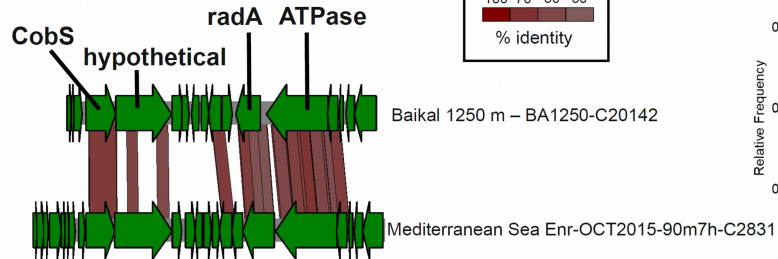 radA ATPase
CobS
hypothetical
% identity
Baikal 1250 m – BA1250-C20142
Mediterranean Sea Enr-OCT2015-90m7h-C2831
Relative Frequency